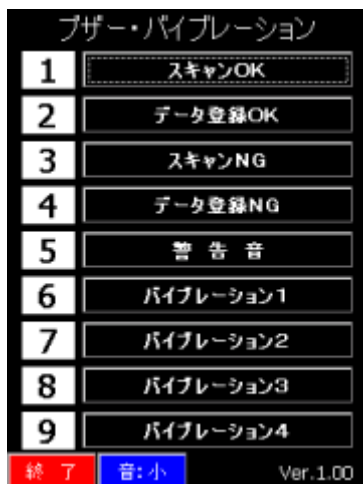 ブザー・バイブレーション
1 スキャンOK
2 データ登録OK
3 スキャンNG
4 データ登録NG
5 警 告 音
6 バイブレーション1
7 バイブレーション2
8 バイブレーション3
9 バイブレーション4
終 了 音:小 Ver.1.00